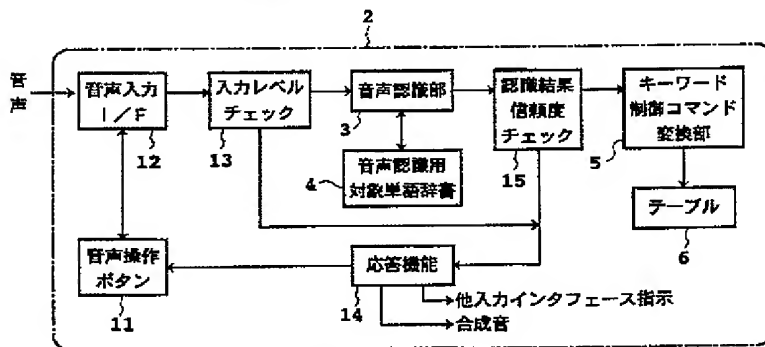 2
音声
音声入力
I/F
12
入力レベル
チェック
13
音声認識部
3
認識結果
信頼度
チェック
15
キーワード
制御コマンド
変換部
5
音声認識用
対象単語辞書
4
テーブル
6
音声操作
ボタン
11
応答機能
14
他入力インタフェース指示
合成音